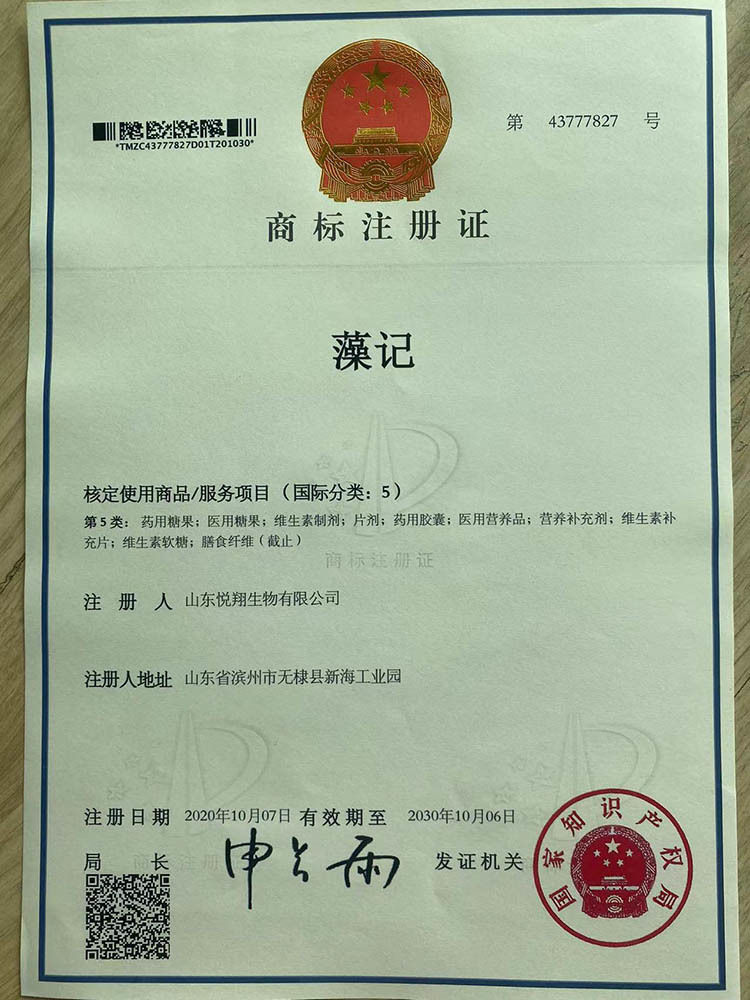 第 43777827 号
*TMZC43777827D01T201030*
商标注册证
藻记
核定使用商品/服务项目（国际分类：5）
第5类：药用糖果；医用糖果；维生素制剂；片剂；药用胶囊；医用营养品；营养补充剂；维生素补
充片；维生素软糖；膳食纤维（截止）
商标注册证
注册人 山东悦翔生物有限公司
注册人地址 山东省滨州市无棣县新海工业园
注册日期 2020年10月07日 有效期至 2030年10月06日
局长 申长雨 发证机关
国家知识产权局